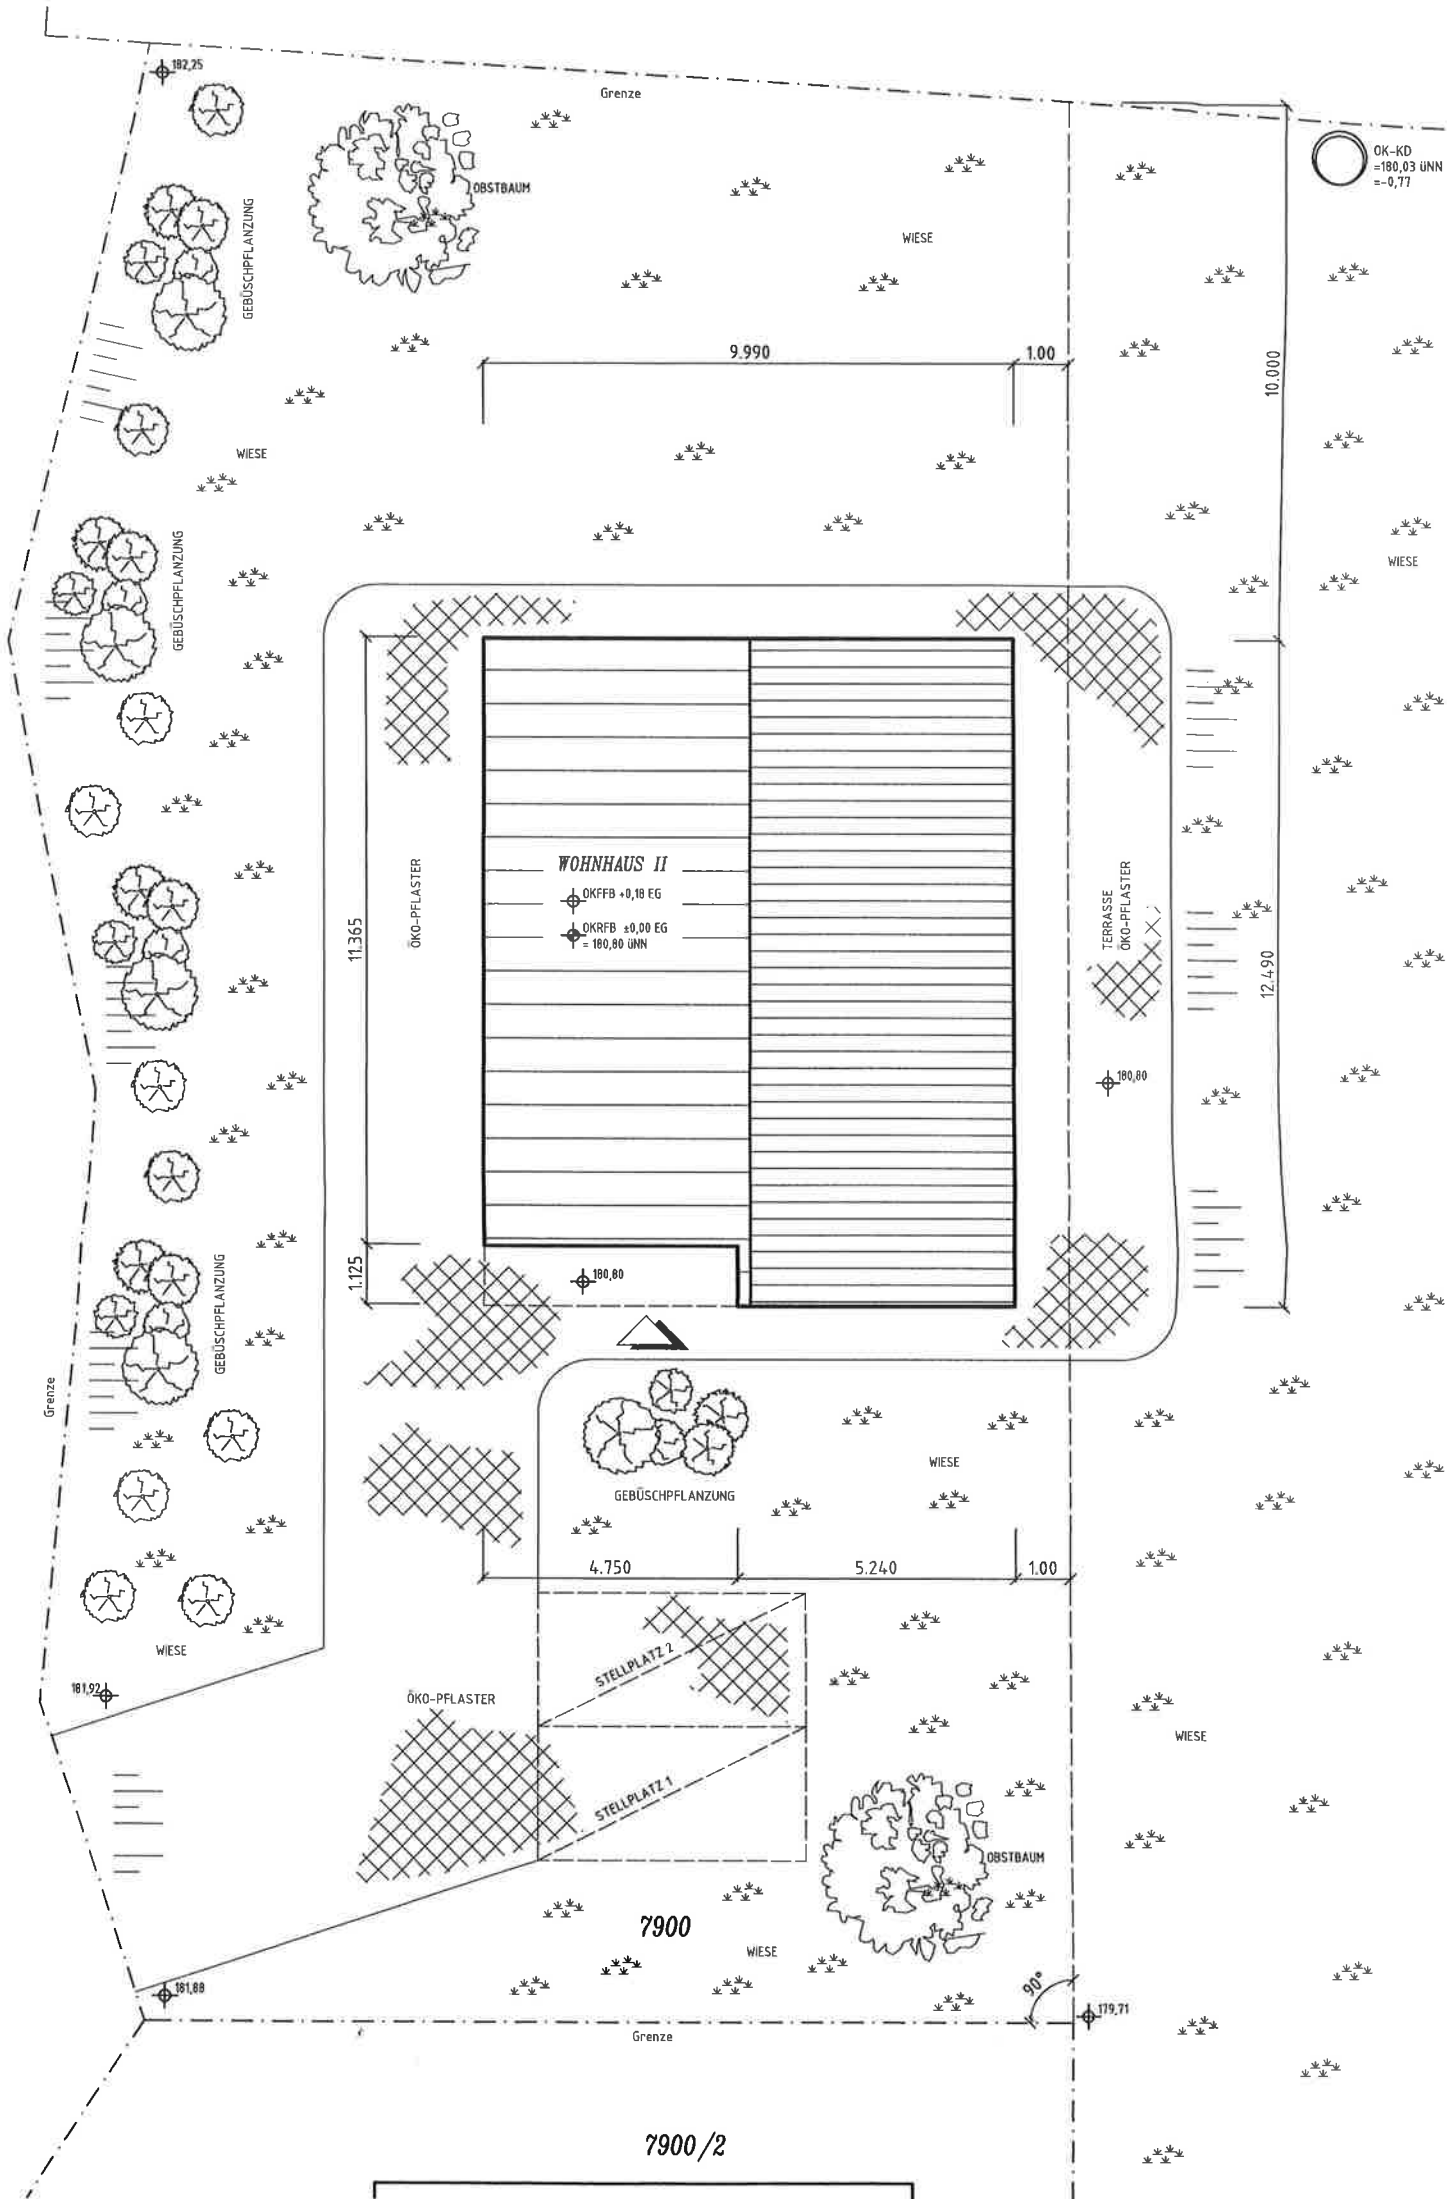 182,25
Grenze
OK-KD
=180,03 ÜNN
=-0,77
OBSTBAUM
GEBÜSCHPFLANZUNG
WIESE
9.990
1.00
10.000
WIESE
GEBÜSCHPFLANZUNG
WIESE
WOHNHAUS II
OKFFB +0,18 EG
OKRFB ±0,00 EG
= 180,80 ÜNN
11.365
ÖKO-PFLASTER
TERRASSE
ÖKO-PFLASTER
12.490
180,80
1.125
180,80
GEBÜSCHPFLANZUNG
Grenze
WIESE
GEBÜSCHPFLANZUNG
4.750
5.240
1.00
WIESE
STELLPLATZ 2
181,92
ÖKO-PFLASTER
WIESE
STELLPLATZ 1
OBSTBAUM
7900
WIESE
181,88
90°
179,71
Grenze
7900/2